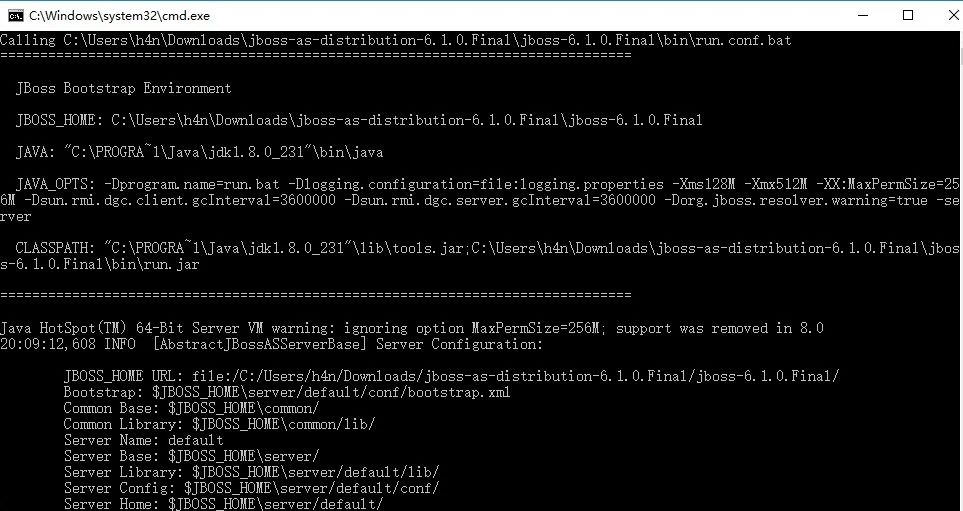 C:\Windows\system32\cmd.exe
Calling C:\Users\h4n\Downloads\jboss-as-distribution-6.1.0.Final\jboss-6.1.0.Final\bin\run.conf.bat
===============================================================================
JBoss Bootstrap Environment
JBOSS_HOME: C:\Users\h4n\Downloads\jboss-as-distribution-6.1.0.Final\jboss-6.1.0.Final
JAVA: "C:\PROGRA~1\Java\jdk1.8.0_231"\bin\java
JAVA_OPTS: -Dprogram.name=run.bat -Dlogging.configuration=file:logging.properties -Xms128M -Xmx512M -XX:MaxPermSize=25
6M -Dsun.rmi.dgc.client.gcInterval=3600000 -Dsun.rmi.dgc.server.gcInterval=3600000 -Dorg.jboss.resolver.warning=true -se
rver
CLASSPATH: "C:\PROGRA~1\Java\jdk1.8.0_231"\lib\tools.jar;C:\Users\h4n\Downloads\jboss-as-distribution-6.1.0.Final\jbos
s-6.1.0.Final\bin\run.jar
===============================================================================
Java HotSpot(TM) 64-Bit Server VM warning: ignoring option MaxPermSize=256M; support was removed in 8.0
20:09:12,608 INFO  [AbstractJBossASServerBase] Server Configuration:
JBOSS_HOME URL: file:/C:/Users/h4n/Downloads/jboss-as-distribution-6.1.0.Final/jboss-6.1.0.Final/
Bootstrap: $JBOSS_HOME\server/default/conf/bootstrap.xml
Common Base: $JBOSS_HOME\common/
Common Library: $JBOSS_HOME\common/lib/
Server Name: default
Server Base: $JBOSS_HOME\server/
Server Library: $JBOSS_HOME\server/default/lib/
Server Config: $JBOSS_HOME\server/default/conf/
Server Home: $JBOSS_HOME\server/default/